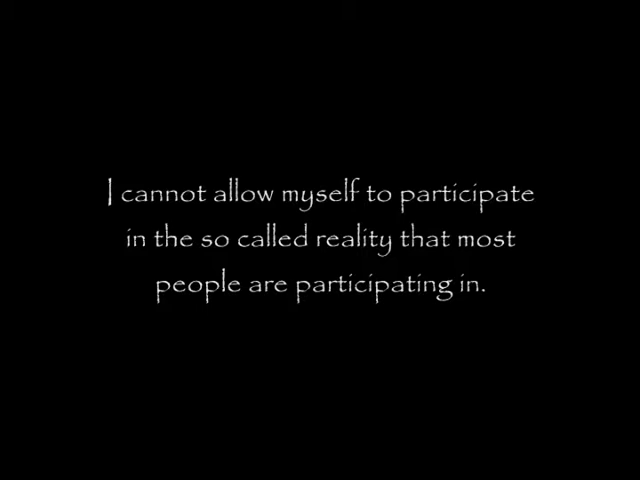 I cannot allow myself to participate
in the so called reality that most
people are participating in.